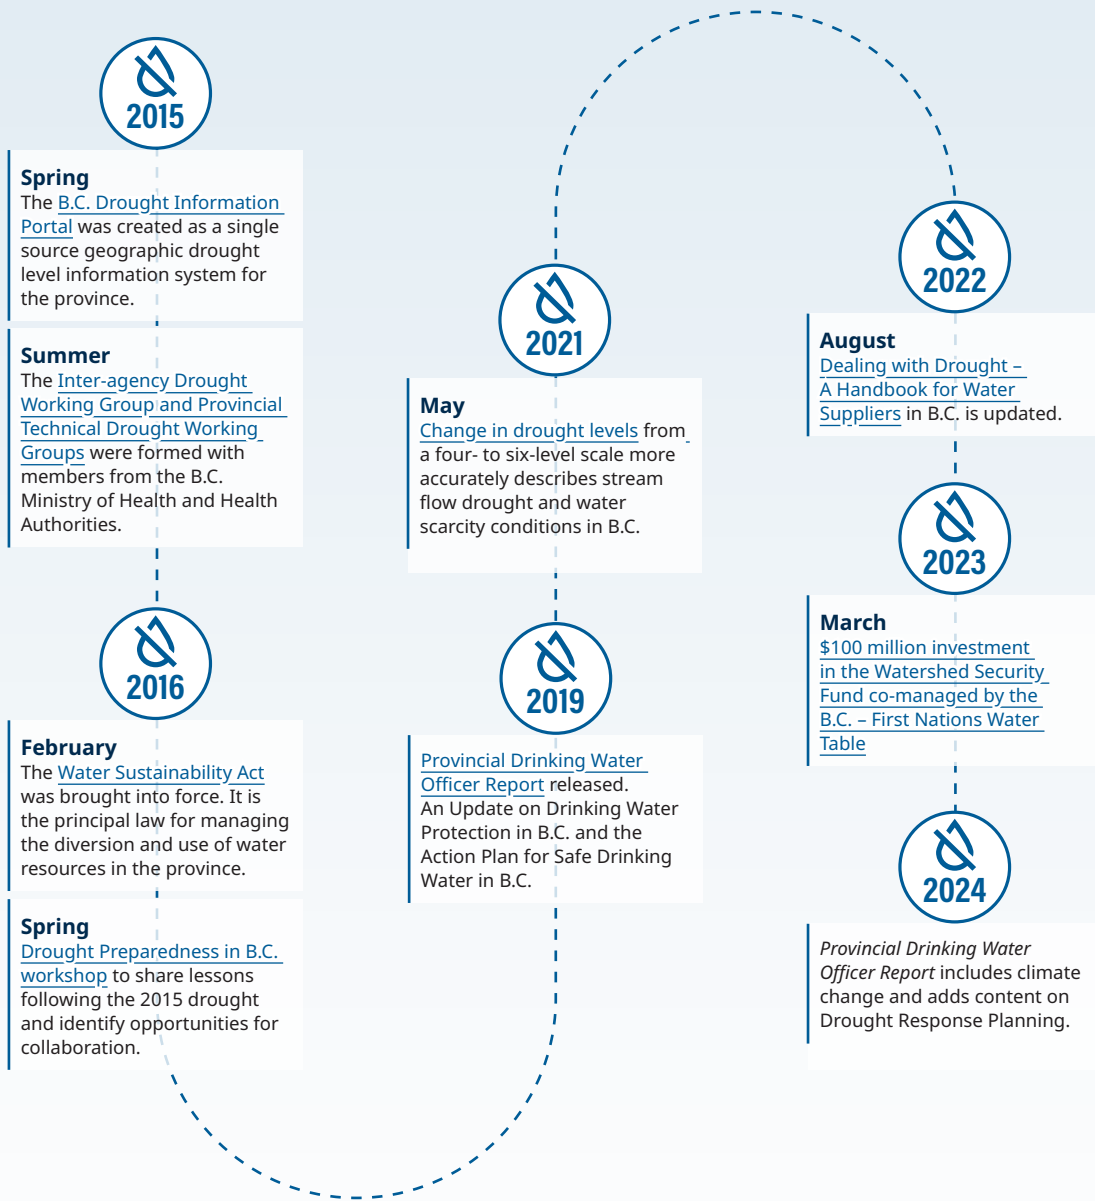 2015
Spring
The B.C. Drought Information
Portal was created as a single
source geographic drought
level information system for
the province.
Summer
The Inter-agency Drought
Working Group and Provincial
Technical Drought Working
Groups were formed with
members from the B.C.
Ministry of Health and Health
Authorities.
2016
February
The Water Sustainability Act
was brought into force. It is
the principal law for managing
the diversion and use of water
resources in the province.
Spring
Drought Preparedness in B.C.
workshop to share lessons
following the 2015 drought
and identify opportunities for
collaboration.
2019
Provincial Drinking Water
Officer Report released.
An Update on Drinking Water
Protection in B.C. and the
Action Plan for Safe Drinking
Water in B.C.
2021
May
Change in drought levels from
a four- to six-level scale more
accurately describes stream
flow drought and water
scarcity conditions in B.C.
2022
August
Dealing with Drought –
A Handbook for Water
Suppliers in B.C. is updated.
2023
March
$100 million investment
in the Watershed Security
Fund co-managed by the
B.C. – First Nations Water
Table
2024
Provincial Drinking Water
Officer Report includes climate
change and adds content on
Drought Response Planning.